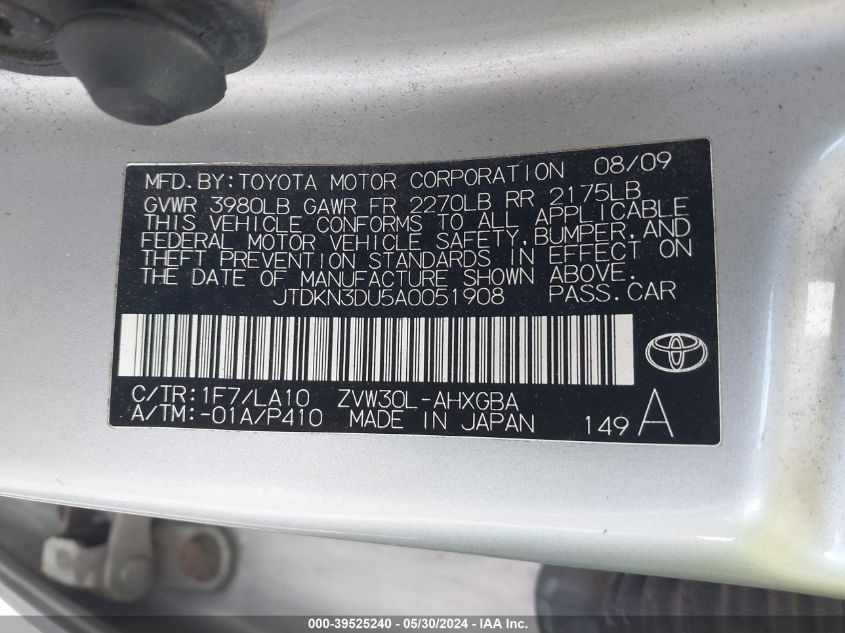 MFD. BY: TOYOTA MOTOR CORPORATION 08/09
GVWR 3980LB GAWR FR 2270LB RR 2175LB
THIS VEHICLE CONFORMS TO ALL APPLICABLE
FEDERAL MOTOR VEHICLE SAFETY, BUMPER, AND
THEFT PREVENTION STANDARDS IN EFFECT ON
THE DATE OF MANUFACTURE SHOWN ABOVE.
JTDKN3DU5A0051908 PASS. CAR
C/TR: 1F7/LA10 ZVW30L-AHXGBA
A/TM: -01A/P410 MADE IN JAPAN 149 A
000-39525240 - 05/30/2024 - IAA Inc.